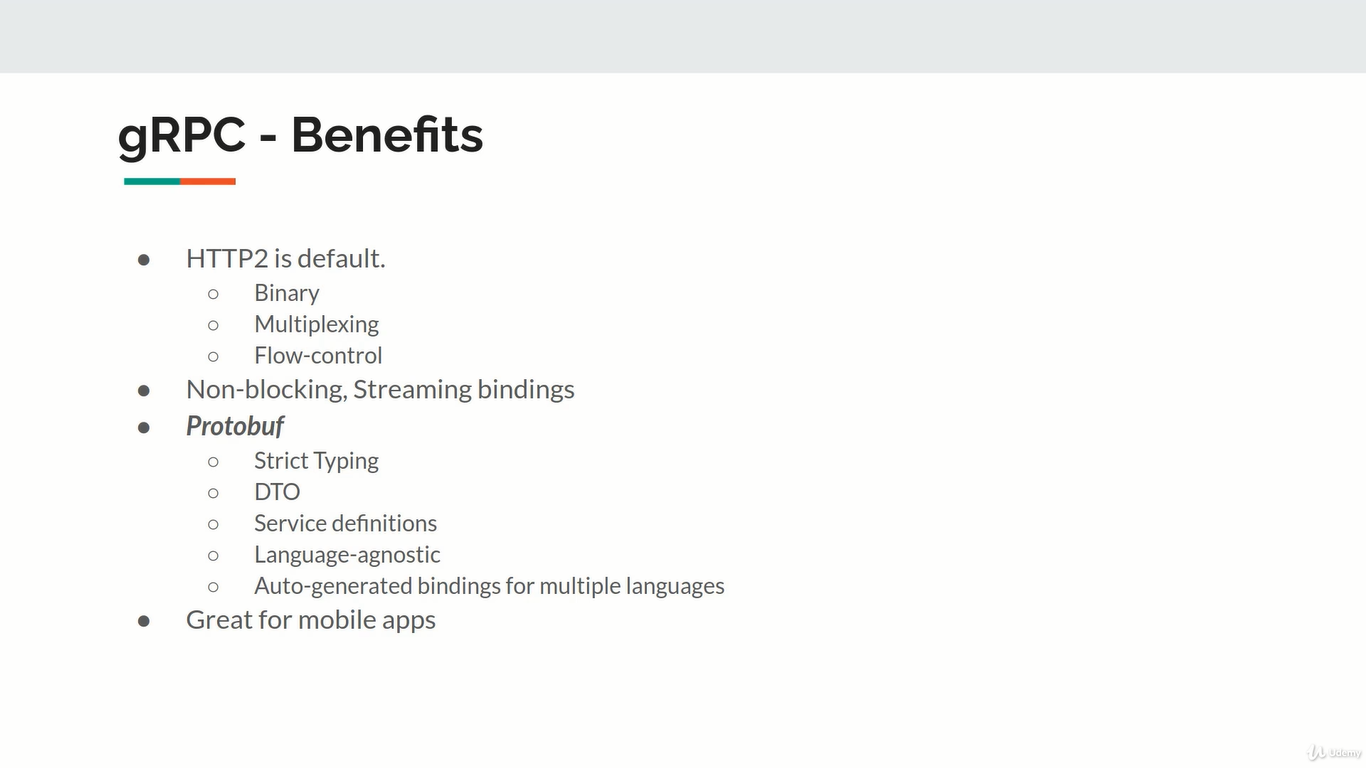 gRPC - Benefits
● HTTP2 is default.
○ Binary
○ Multiplexing
○ Flow-control
● Non-blocking, Streaming bindings
● Protobuf
○ Strict Typing
○ DTO
○ Service definitions
○ Language-agnostic
○ Auto-generated bindings for multiple languages
● Great for mobile apps
Udemy